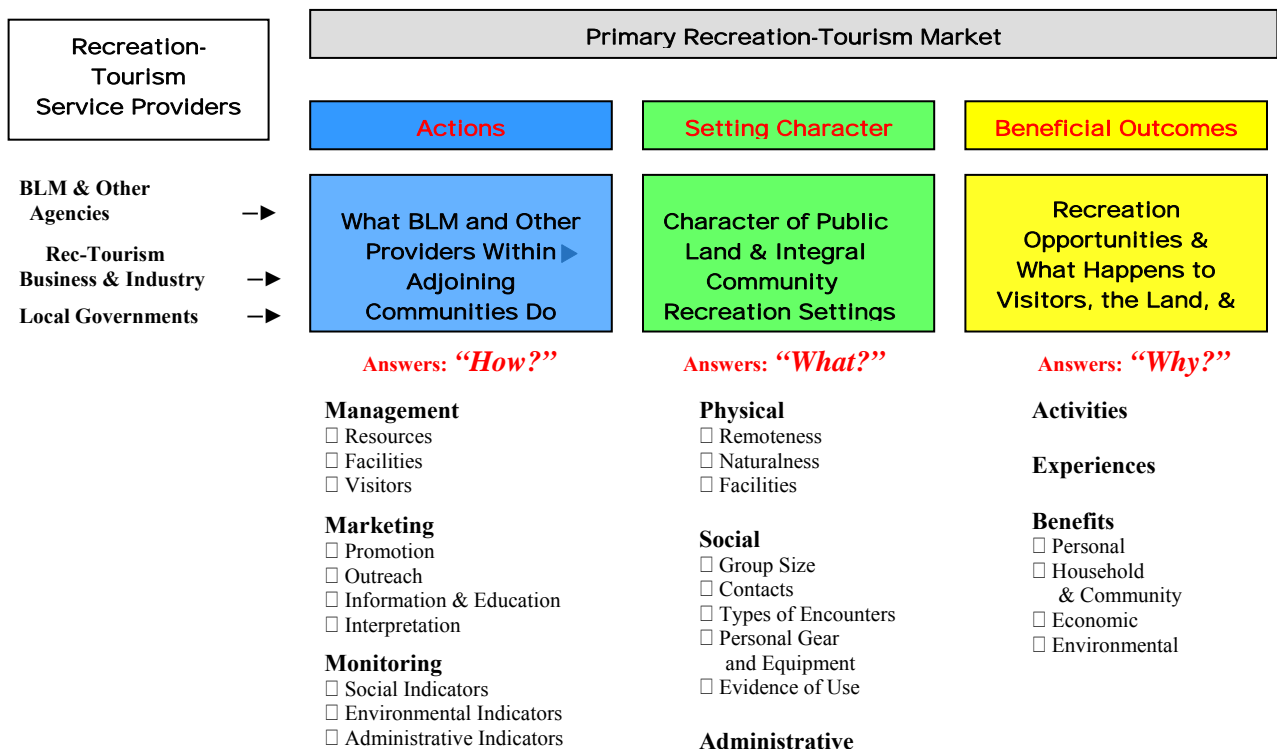 Recreation-
Tourism
Service Providers
Primary Recreation-Tourism Market
Actions
Setting Character
Beneficial Outcomes
BLM & Other
Agencies
Rec-Tourism
Business & Industry
Local Governments
What BLM and Other
Providers Within
Adjoining
Communities Do
Character of Public
Land & Integral
Community
Recreation Settings
Recreation
Opportunities &
What Happens to
Visitors, the Land, &
Answers: “How?”
Answers: “What?”
Answers: “Why?”
Management
□ Resources
□ Facilities
□ Visitors
Marketing
□ Promotion
□ Outreach
□ Information & Education
□ Interpretation
Monitoring
□ Social Indicators
□ Environmental Indicators
□ Administrative Indicators
Physical
□ Remoteness
□ Naturalness
□ Facilities
Social
□ Group Size
□ Contacts
□ Types of Encounters
□ Personal Gear
and Equipment
□ Evidence of Use
Administrative
Activities
Experiences
Benefits
□ Personal
□ Household
& Community
□ Economic
□ Environmental